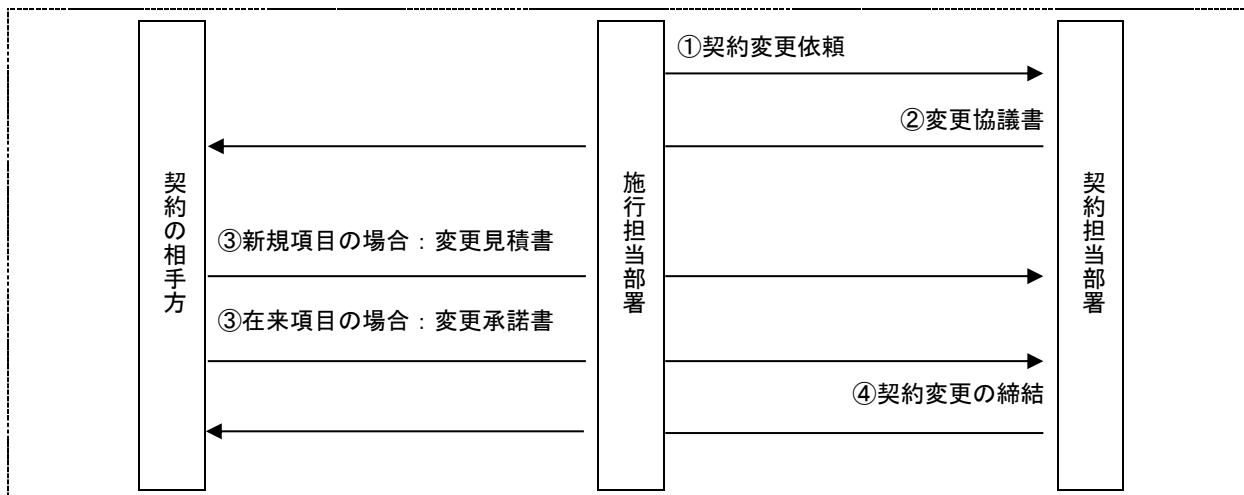 ①契約変更依頼
②変更協議書
契約の相手方
施行担当部署
契約担当部署
③新規項目の場合：変更見積書
③在来項目の場合：変更承諾書
④契約変更の締結